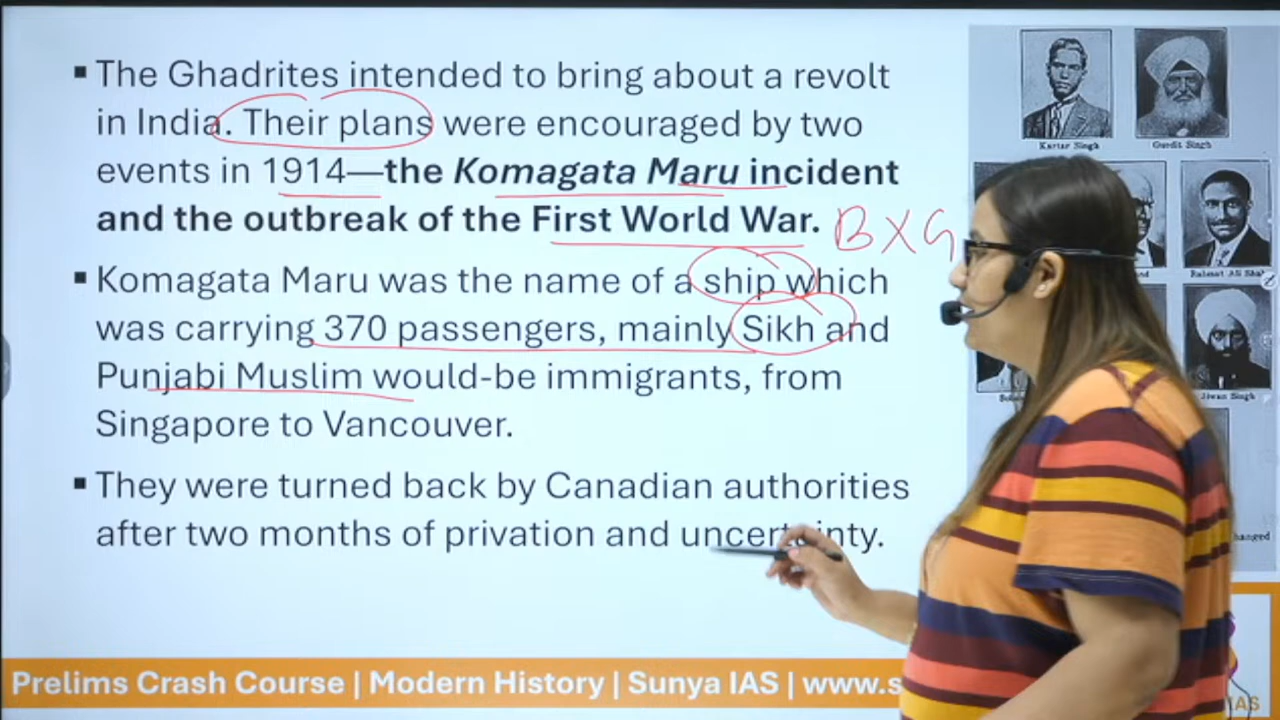 ▪ The Ghadrites intended to bring about a revolt
in India. Their plans were encouraged by two
events in 1914—the Komagata Maru incident
and the outbreak of the First World War.
B X G
▪ Komagata Maru was the name of a ship which
was carrying 370 passengers, mainly Sikh and
Punjabi Muslim would-be immigrants, from
Singapore to Vancouver.
▪ They were turned back by Canadian authorities
after two months of privation and uncertainty.
Kartar Singh
Gurdit Singh
Rahmat Ali Shah
Jiwan Singh
hanged
Prelims Crash Course | Modern History | Sunya IAS | www.s
IAS